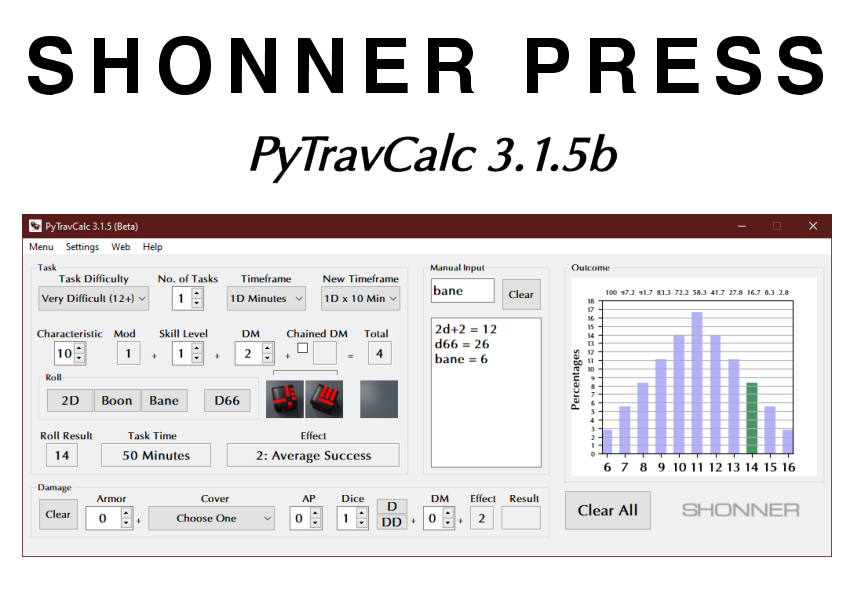 SHONNER PRESS
PyTravCalc 3.1.5b
PyTravCalc 3.1.5 (Beta)
Menu Settings Web Help
Task
Task Difficulty No. of Tasks Timeframe New Timeframe
Very Difficult (12+) 1 1D Minutes 1D x 10 Min
Characteristic Mod Skill Level DM Chained DM Total
10 1 + 1 + 2 + = 4
Roll
2D Boon Bane D66
Roll Result Task Time Effect
14 50 Minutes 2: Average Success
Manual Input
bane Clear
2d+2 = 12
d66 = 26
bane = 6
Outcome
100 97.2 91.7 83.3 72.2 58.3 41.7 27.8 16.7 8.3 2.8
Percentages
18
17
16
15
14
13
12
11
10
9
8
7
6
5
4
3
2
1
0
6 7 8 9 10 11 12 13 14 15 16
Damage
Armor Cover AP Dice DM Effect Result
Clear 0 + Choose One 0 1 D DD + 0 + 2
Clear All SHONNER